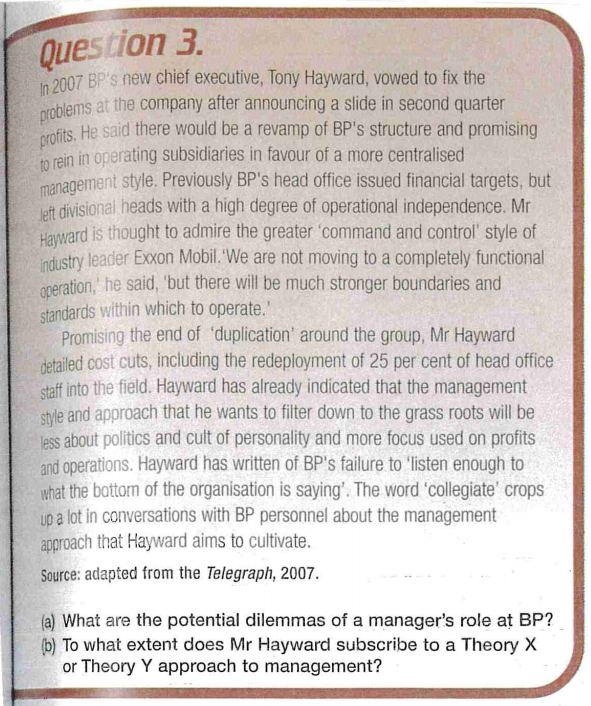 Question 3.
In 2007 BP's new chief executive, Tony Hayward, vowed to fix the
problems at the company after announcing a slide in second quarter
profits. He said there would be a revamp of BP's structure and promising
to rein in operating subsidiaries in favour of a more centralised
management style. Previously BP's head office issued financial targets, but
left divisional heads with a high degree of operational independence. Mr
Hayward is thought to admire the greater 'command and control' style of
industry leader Exxon Mobil.'We are not moving to a completely functional
operation,' he said, 'but there will be much stronger boundaries and
standards within which to operate.'
Promising the end of 'duplication' around the group, Mr Hayward
detailed cost cuts, including the redeployment of 25 per cent of head office
staff into the field. Hayward has already indicated that the management
style and approach that he wants to filter down to the grass roots will be
less about politics and cult of personality and more focus used on profits
and operations. Hayward has written of BP's failure to 'listen enough to
what the bottom of the organisation is saying'. The word 'collegiate' crops
up a lot in conversations with BP personnel about the management
approach that Hayward aims to cultivate.
Source: adapted from the Telegraph, 2007.
(a) What are the potential dilemmas of a manager's role at BP?
(b) To what extent does Mr Hayward subscribe to a Theory X
or Theory Y approach to management?